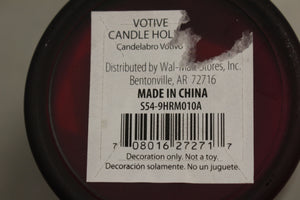 VOTIVE
CANDLE HOL
Candelabro Votivo
Distributed by Wal-Mart Stores, Inc.
Bentonville, AR 72716
MADE IN CHINA
S54-9HRM010A
7 08016 27271 7
Decoration only. Not a toy.
Decoración solamente. No un juguete.